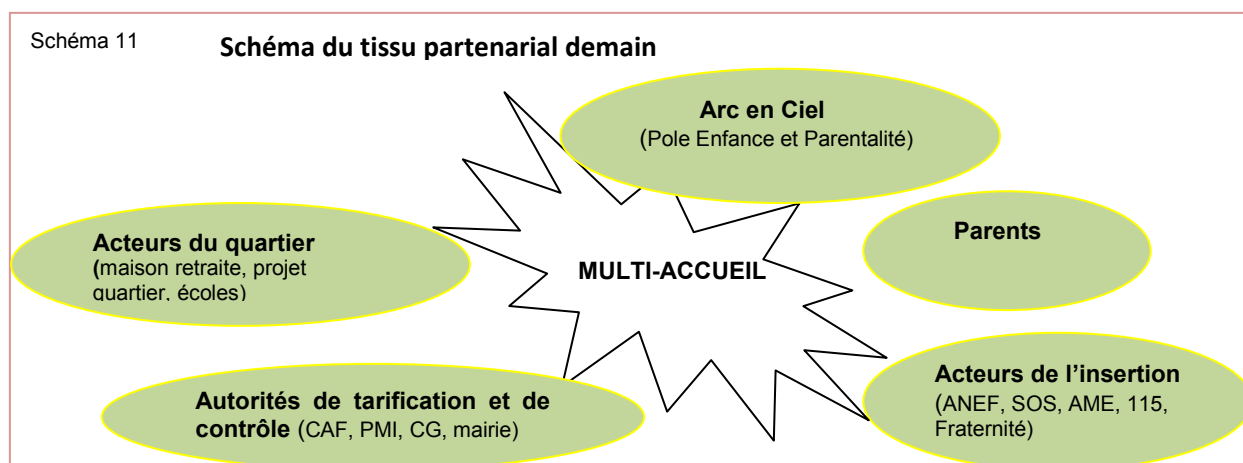 Schéma 11
Schéma du tissu partenarial demain
Arc en Ciel
(Pole Enfance et Parentalité)
Parents
Acteurs du quartier
(maison retraite, projet
quartier, écoles)
MULTI-ACCUEIL
Acteurs de l’insertion
(ANEF, SOS, AME, 115,
Fraternité)
Autorités de tarification et de
contrôle (CAF, PMI, CG, mairie)